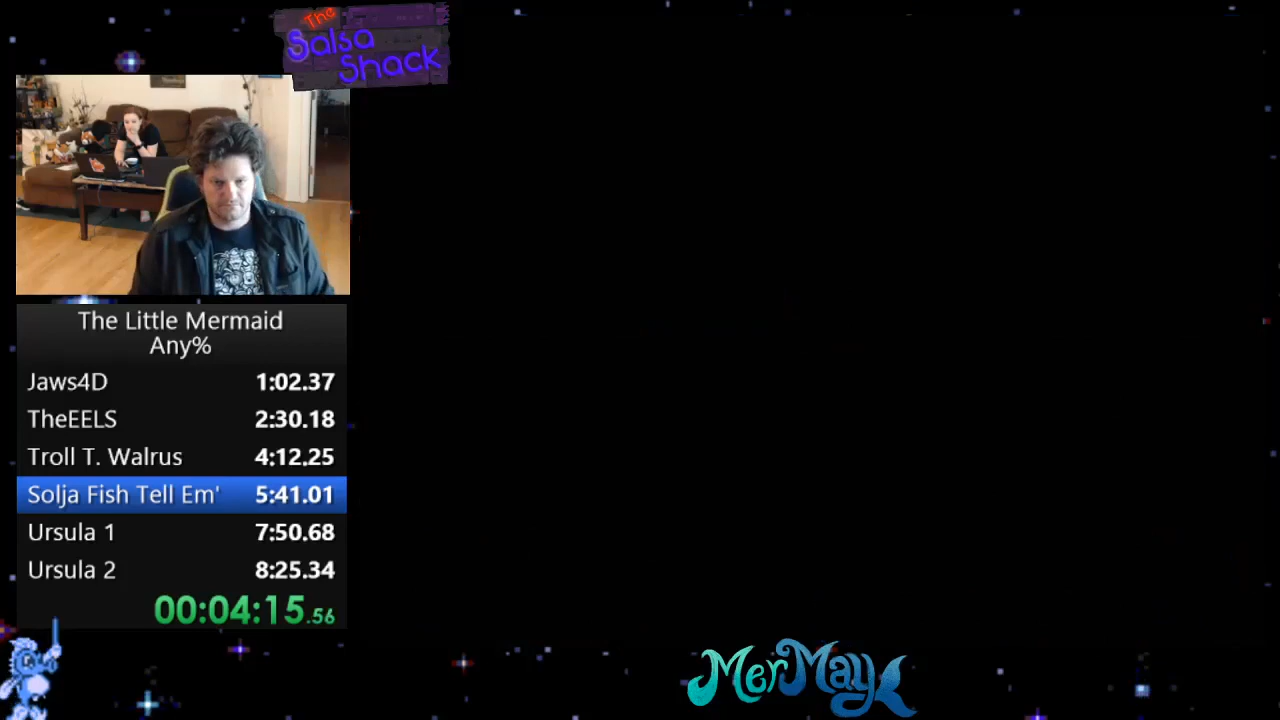 The
Salsa
Shack
The Little Mermaid
Any%
Jaws4D 1:02.37
TheEELS 2:30.18
Troll T. Walrus 4:12.25
Solja Fish Tell Em' 5:41.01
Ursula 1 7:50.68
Ursula 2 8:25.34
00:04:15.56
MerMay